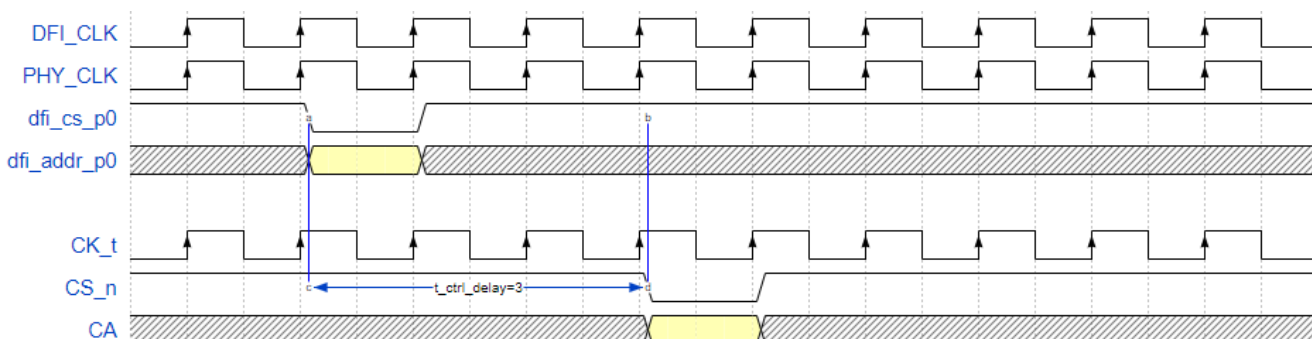 DFI_CLK
PHY_CLK
dfi_cs_p0
a
b
dfi_addr_p0
CK_t
CS_n
c
t_ctrl_delay=3
d
CA